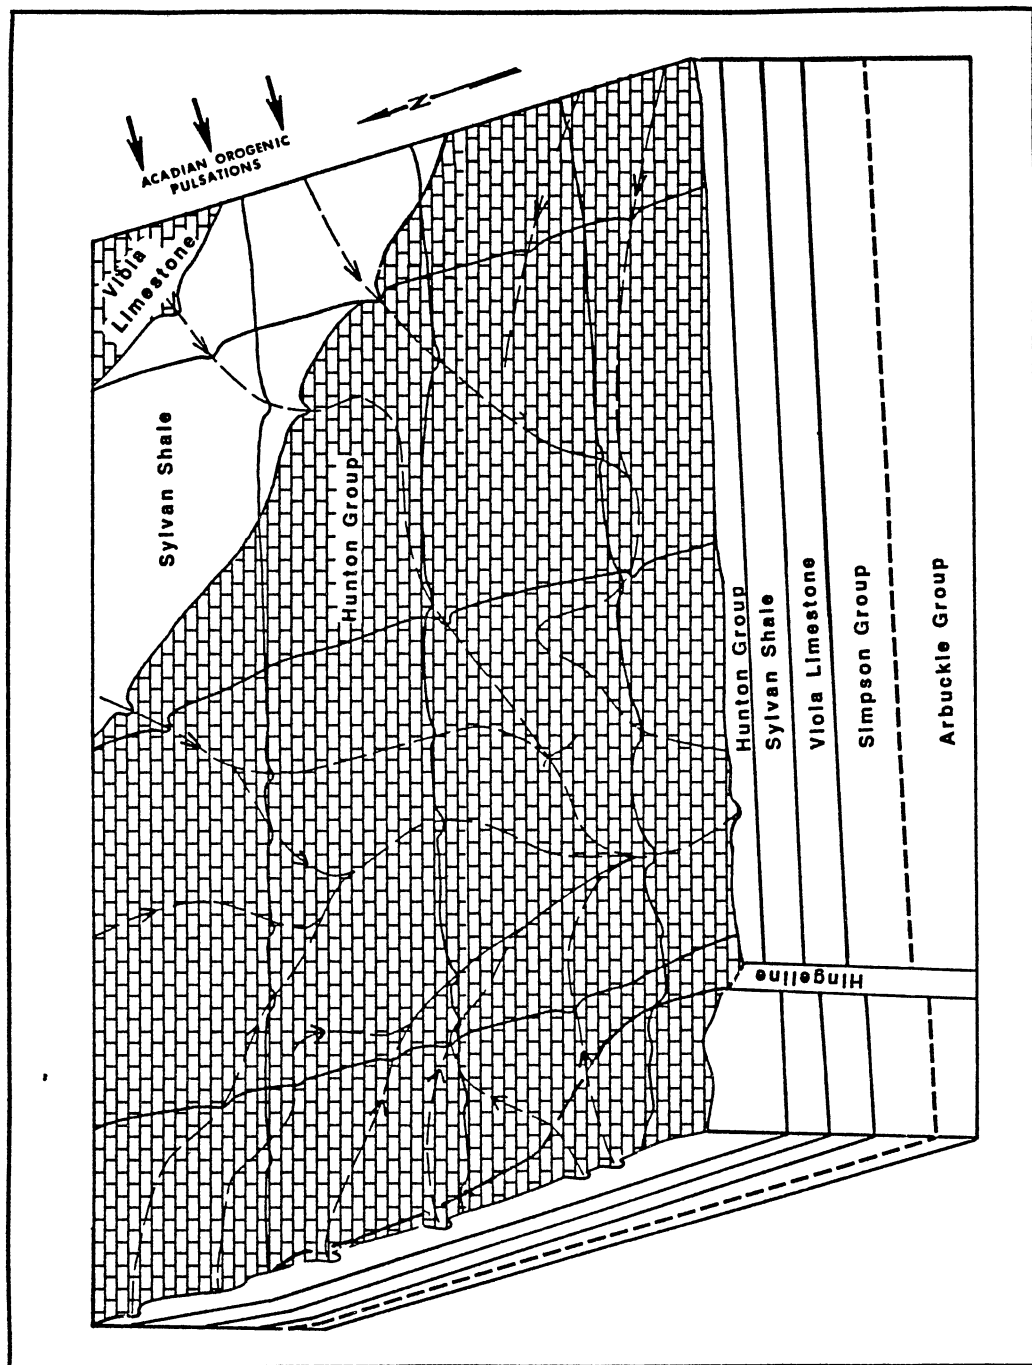 N
ACADIAN OROGENIC
PULSATIONS
Viola
Limestone
Sylvan Shale
Hunton Group
Hunton Group
Sylvan Shale
Viola Limestone
Simpson Group
Arbuckle Group
Hingeline